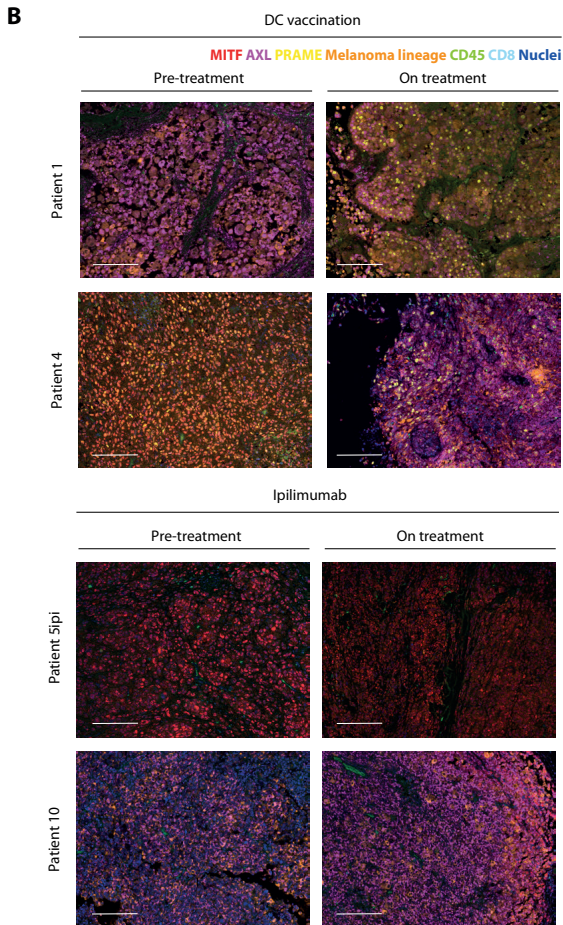 B
DC vaccination
MITF AXL PRAME Melanoma lineage CD45 CD8 Nuclei
Pre-treatment On treatment
Patient 1
Patient 4
Ipilimumab
Pre-treatment On treatment
Patient 5ipi
Patient 10